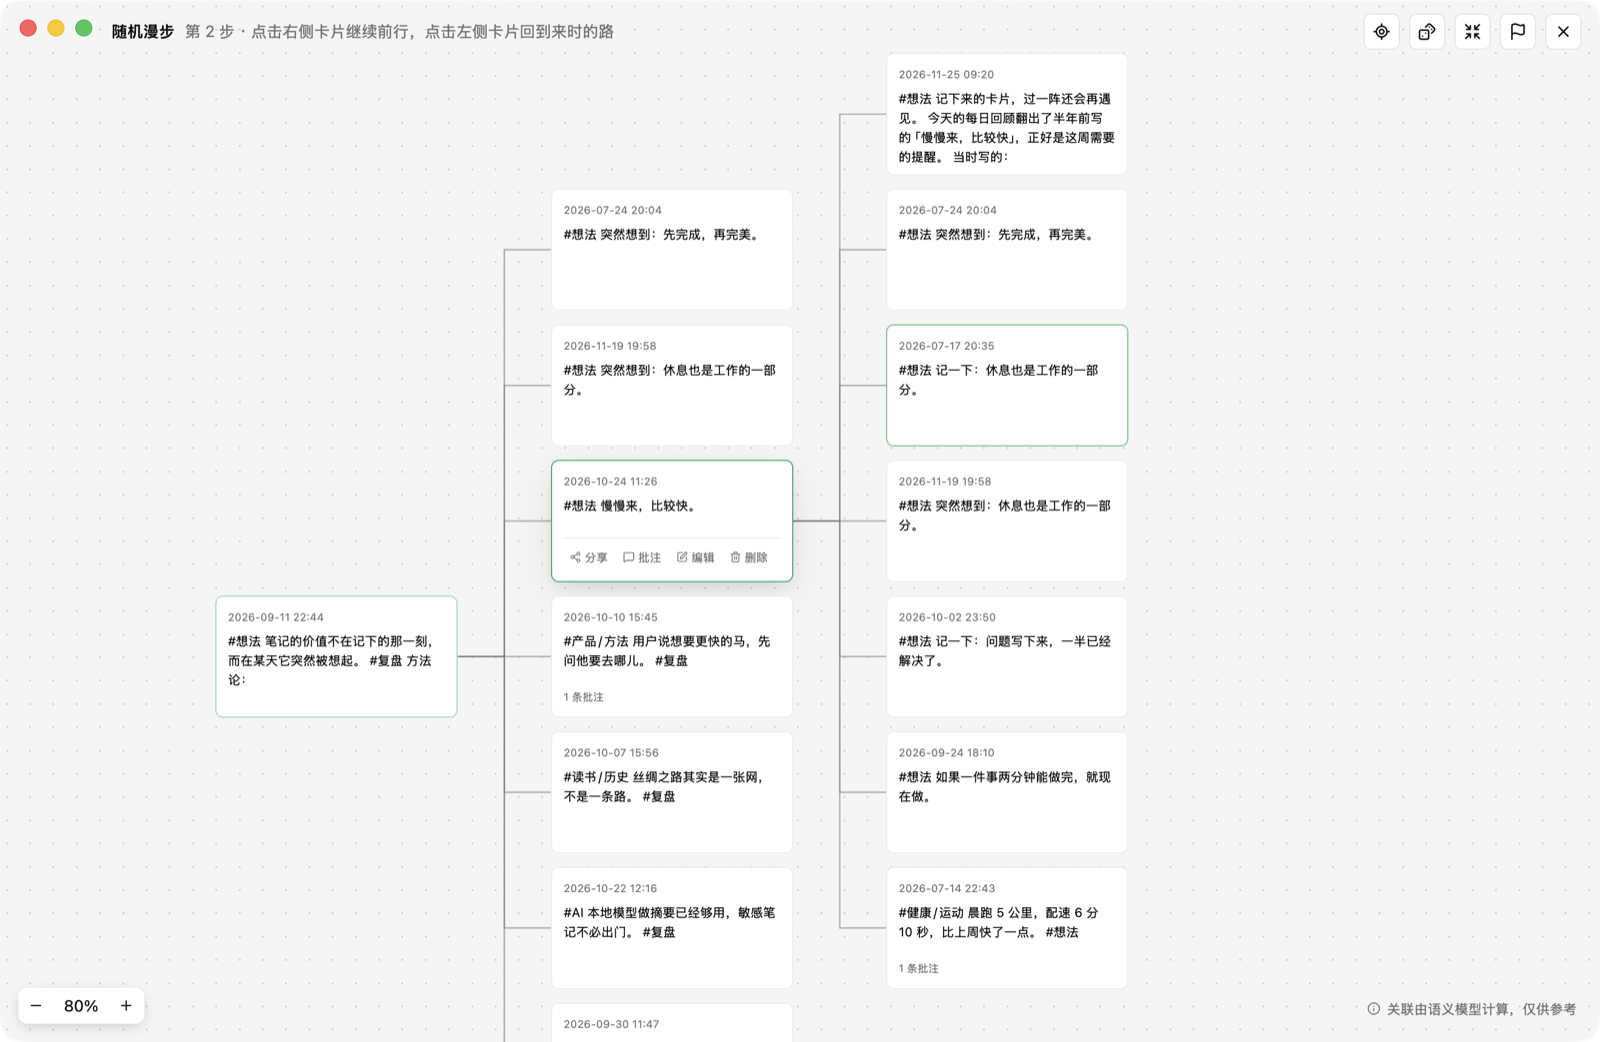 随机漫步 第 2 步 · 点击右侧卡片继续前行，点击左侧卡片回到来时的路
2026-09-11 22:44
#想法 笔记的价值不在记下的那一刻，
而在某天它突然被想起。 #复盘 方法
论：
2026-07-24 20:04
#想法 突然想到：先完成，再完美。
2026-11-19 19:58
#想法 突然想到：休息也是工作的一部
分。
2026-10-24 11:26
#想法 慢慢来，比较快。
分享 批注 编辑 删除
2026-10-10 15:45
#产品/方法 用户说想要更快的马，先
问他要去哪儿。 #复盘
1 条批注
2026-10-07 15:56
#读书/历史 丝绸之路其实是一张网，
不是一条路。 #复盘
2026-10-22 12:16
#AI 本地模型做摘要已经够用，敏感笔
记不必出门。 #复盘
2026-09-30 11:47
2026-11-25 09:20
#想法 记下来的卡片，过一阵还会再遇
见。 今天的每日回顾翻出了半年前写
的「慢慢来，比较快」，正好是这周需要
的提醒。 当时写的：
2026-07-24 20:04
#想法 突然想到：先完成，再完美。
2026-07-17 20:35
#想法 记一下：休息也是工作的一部
分。
2026-11-19 19:58
#想法 突然想到：休息也是工作的一部
分。
2026-10-02 23:50
#想法 记一下：问题写下来，一半已经
解决了。
2026-09-24 18:10
#想法 如果一件事两分钟能做完，就现
在做。
2026-07-14 22:43
#健康/运动 晨跑 5 公里，配速 6 分
10 秒，比上周快了一点。 #想法
1 条批注
− 80% +
关联由语义模型计算，仅供参考